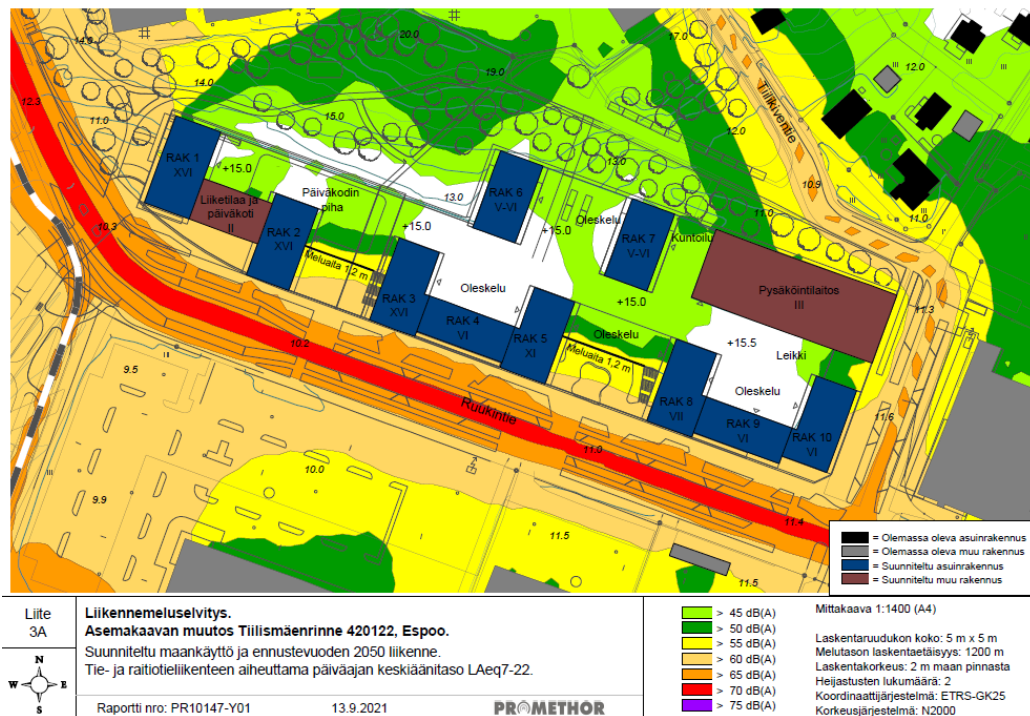 14.0
20.0
17.0
12.0
III
12.3
14.0
19.0
11.0
15.0
12.0
Tiilikiventie
RAK 1
XVI
+15.0
13.0
10.9
Liiketilaa ja
päiväkoti
II
Päiväkodin
piha
13.0
RAK 6
V-VI
11.0
11.0
10.3
RAK 2
XVI
+15.0
+15.0
Oleskelu
RAK 7
V-VI
Kuntoilu
Meluaita 1,2 m
RAK 3
XVI
Oleskelu
+15.0
Pysäköintilaitos
III
11.3
RAK 4
VI
RAK 5
XI
Oleskelu
+15.5
Leikki
10.2
Meluaita 1,2 m
9.5
Ruukintie
RAK 8
VII
Oleskelu
RAK 9
VI
RAK 10
VI
11.6
11.0
10.0
9.9
11.5
11.4
11.5
= Olemassa oleva asuinrakennus
= Olemassa oleva muu rakennus
= Suunniteltu asuinrakennus
= Suunniteltu muu rakennus
Liite
3A
N
W E
S
Liikennemeluselvitys.
Asemakaavan muutos Tiilismäenrinne 420122, Espoo.
Suunniteltu maankäyttö ja ennustevuoden 2050 liikenne.
Tie- ja raitiotieliikenteen aiheuttama päiväajan keskiäänitaso LAeq7-22.
Raportti nro: PR10147-Y01 13.9.2021 PROMETHOR
> 45 dB(A)
> 50 dB(A)
> 55 dB(A)
> 60 dB(A)
> 65 dB(A)
> 70 dB(A)
> 75 dB(A)
Mittakaava 1:1400 (A4)
Laskentaruudukon koko: 5 m x 5 m
Melutason laskentaetäisyys: 1200 m
Laskentakorkeus: 2 m maan pinnasta
Heijastusten lukumäärä: 2
Koordinaattijärjestelmä: ETRS-GK25
Korkeusjärjestelmä: N2000